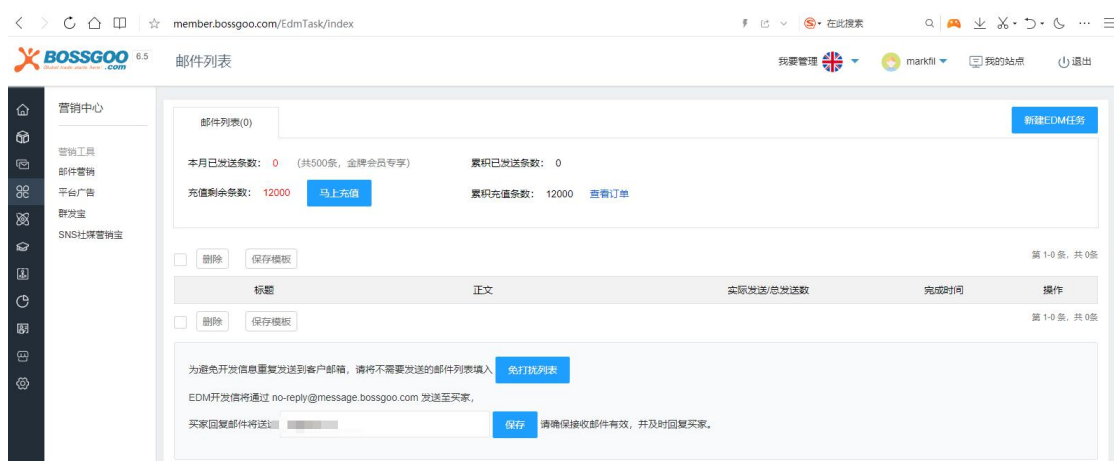 member.bossgoo.com/EdmTask/index
在此搜索
BOSSGOO 6.5
.com
邮件列表
我要管理
markfil
我的站点
退出
营销中心
营销工具
邮件营销
平台广告
群发宝
SNS社媒营销宝
邮件列表(0)
新建EDM任务
本月已发送条数： 0 （共500条，金牌会员专享）
累积已发送条数： 0
充值剩余条数： 12000 马上充值
累积充值条数： 12000 查看订单
删除 保存模板
第 1-0 条，共 0条
标题 正文 实际发送/总发送数 完成时间 操作
删除 保存模板
第 1-0 条，共 0条
为避免开发信息重复发送到客户邮箱，请将不需要发送的邮件列表填入 免打扰列表
EDM开发信将通过 no-reply@message.bossgoo.com 发送至买家，
买家回复邮件将送达 保存 请确保接收邮件有效，并及时回复买家。